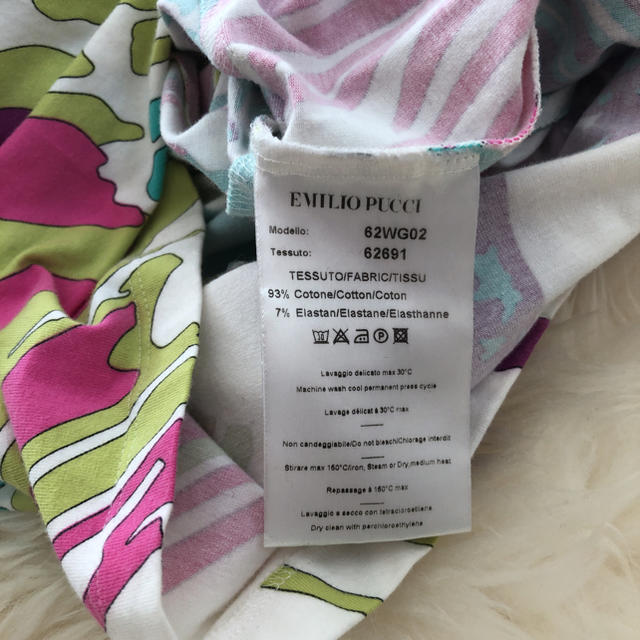 EMILIO PUCCI
Modello: 62WG02
Tessuto: 62691
TESSUTO/FABRIC/TISSU
93% Cotone/Cotton/Coton
7% Elastan/Elastane/Elasthanne
Lavaggio delicato max 30°C
Machine wash cool permanent press cycle
Lavage délicat à 30°C max
Non candeggiabile/Do not bleach/Chlorage interdit
Stirare max 160°C/iron, Steam or Dry, medium heat
Repassage à 160°C max
Lavaggio a secco con tetracloroetilene
Dry clean with perchloroethylene